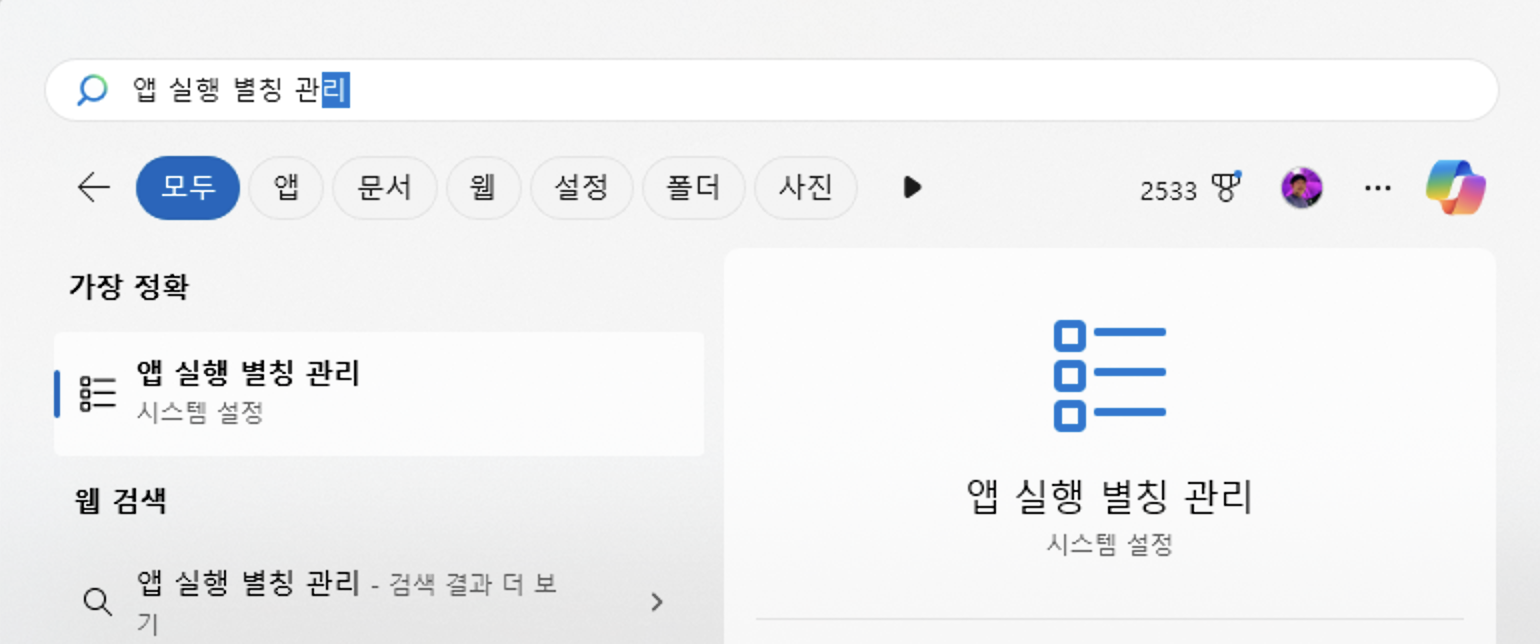 앱 실행 별칭 관리
모두 앱 문서 웹 설정 폴더 사진 2533
가장 정확
앱 실행 별칭 관리
시스템 설정
웹 검색
앱 실행 별칭 관리 - 검색 결과 더 보
기
앱 실행 별칭 관리
시스템 설정